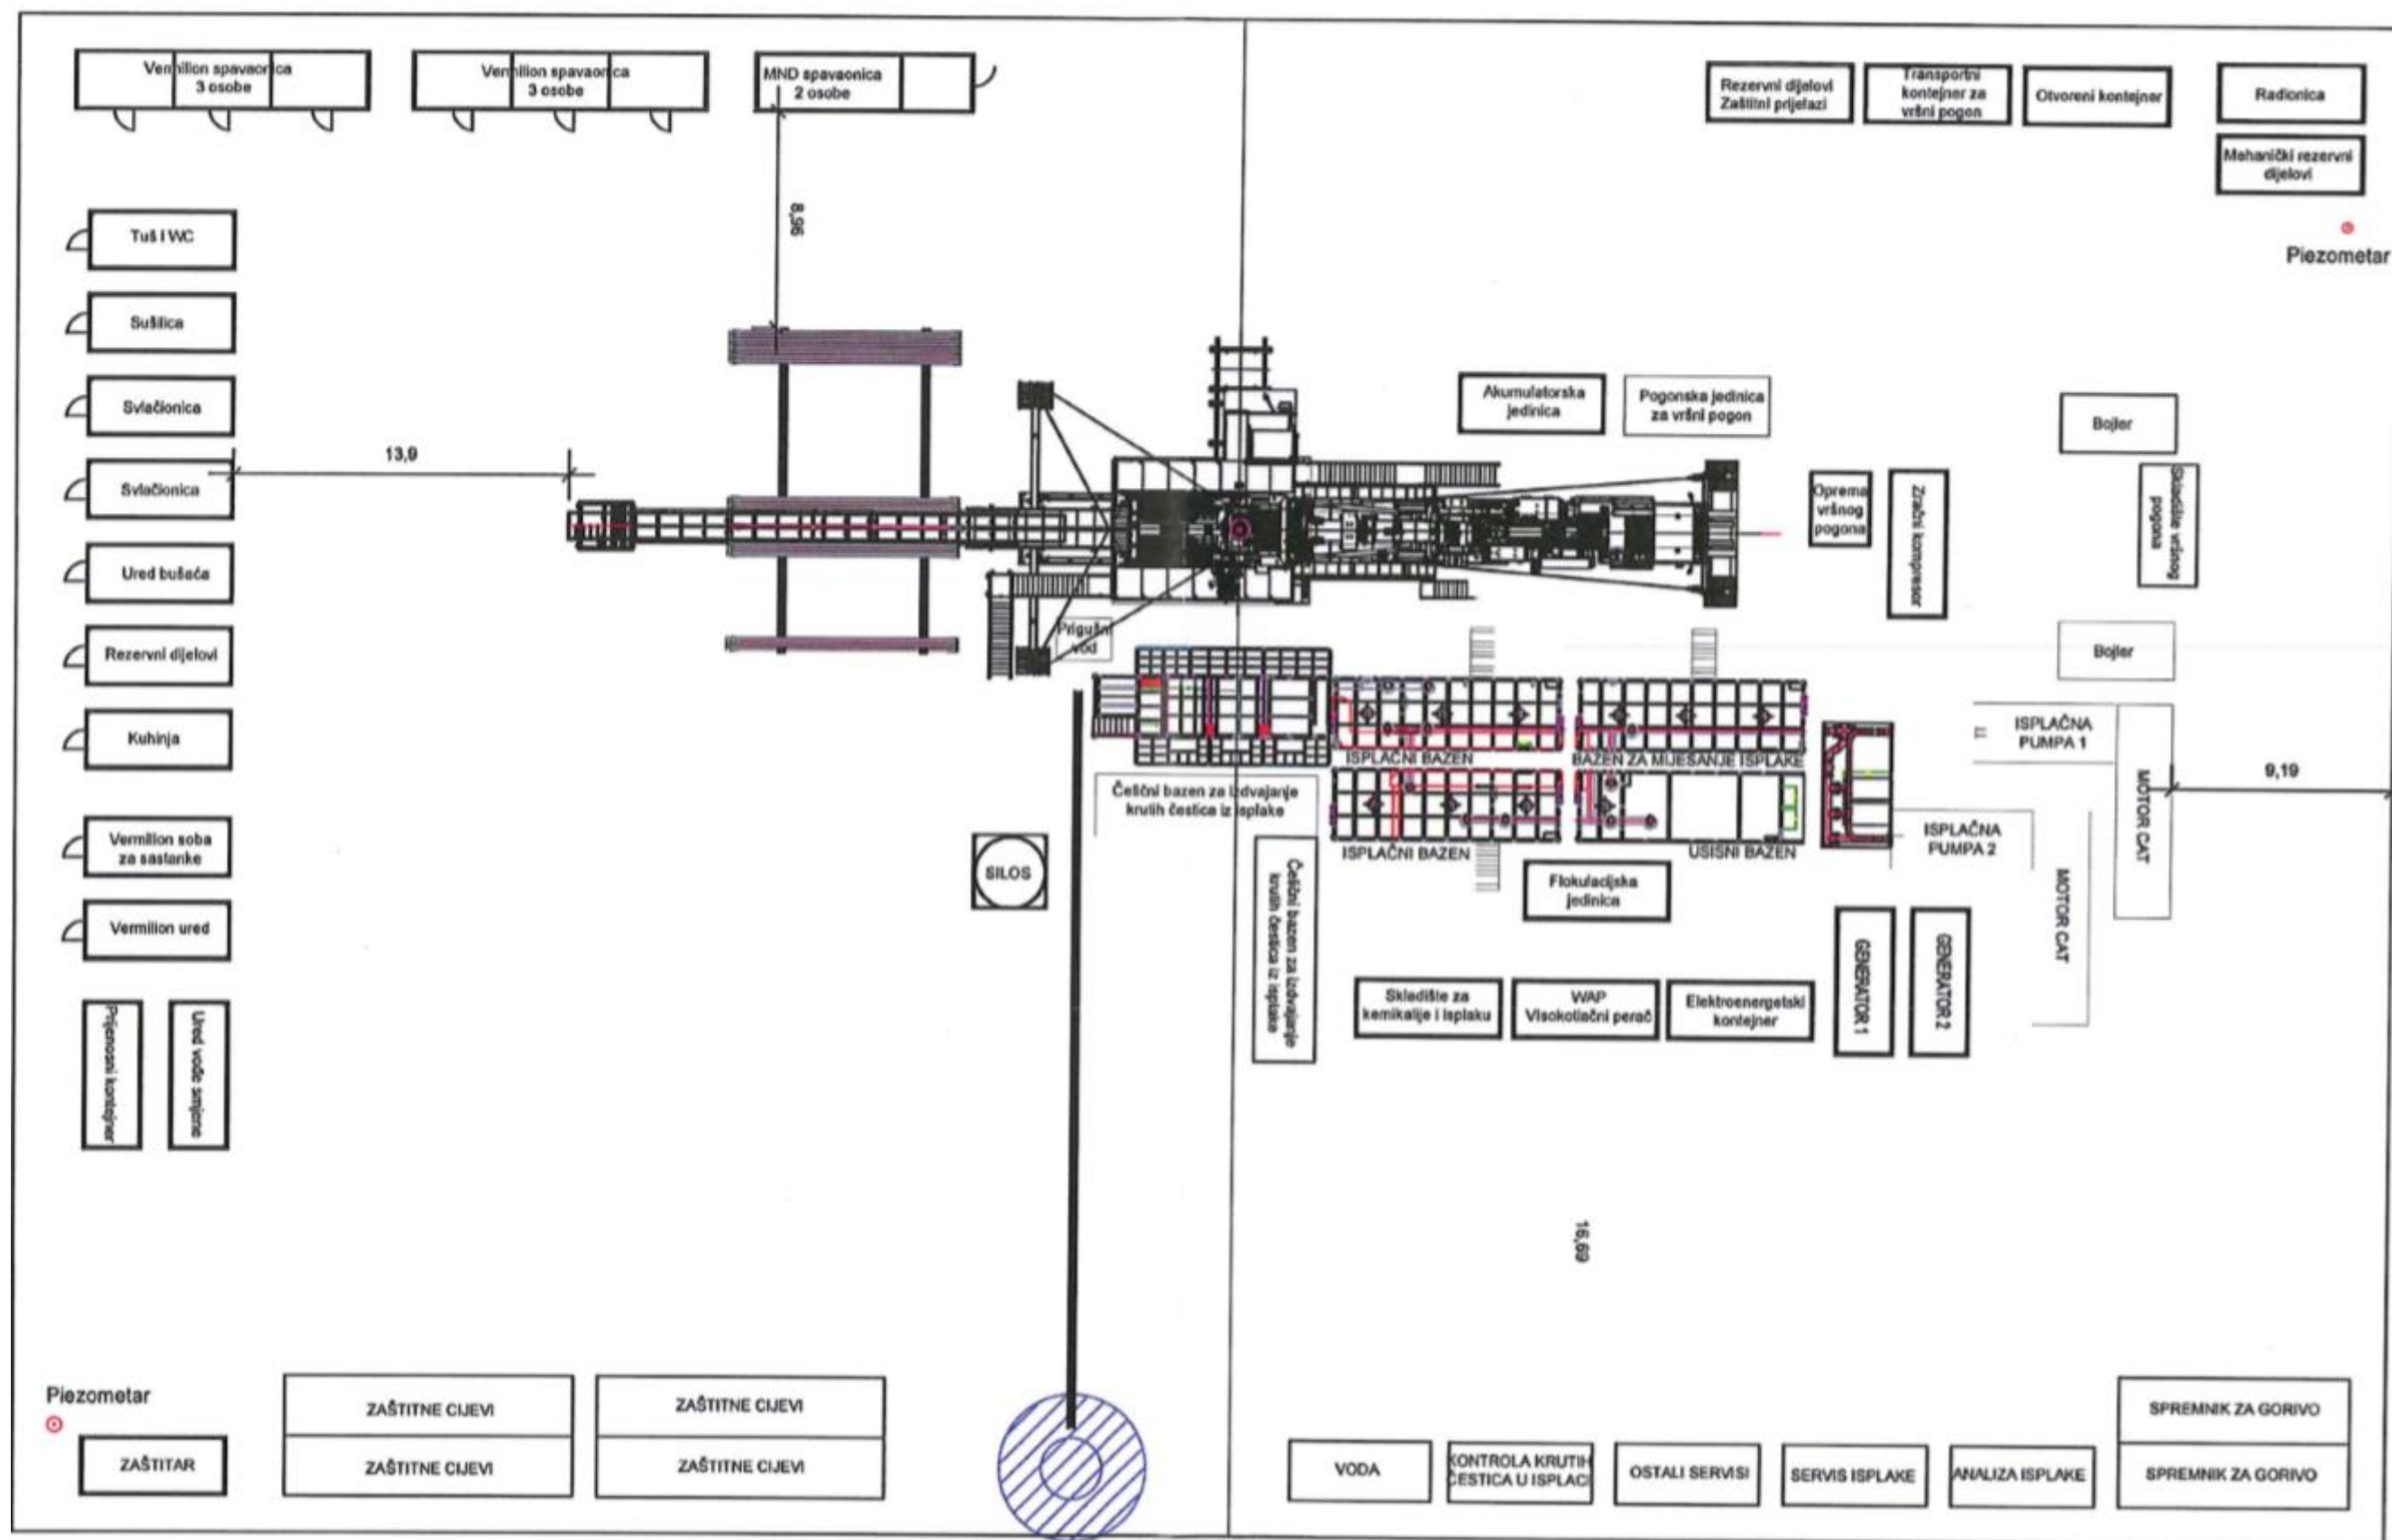 Vermilion spavaonica
3 osobe
Vermilion spavaonica
3 osobe
MND spavaonica
2 osobe
Rezervni dijelovi
Zaštitni prijelazi
Transportni
kontejner za
vršni pogon
Otvoreni kontejner
Radionica
Mehanički rezervni
dijelovi
Piezometar
8,96
Tuš i WC
Sušilica
Svlačionica
Svlačionica
Ured bušača
Rezervni dijelovi
Kuhinja
Vermilion soba
za sastanke
Vermilion ured
Prijenosni kontejner
Ured vođe smjene
13,9
Akumulatorska
jedinica
Pogonska jedinica
za vršni pogon
Bojler
Oprema
vršnog
pogona
Zračni kompresor
Skladište vršnog
pogona
Bojler
Prigušni
vod
ISPLAČNI BAZEN
BAZEN ZA MIJEŠANJE ISPLAKE
ISPLAČNA
PUMPA 1
MOTOR CAT
9,19
Čelični bazen za izdvajanje
krutih čestica iz isplake
ISPLAČNI BAZEN
USISNI BAZEN
ISPLAČNA
PUMPA 2
MOTOR CAT
SILOS
Čelični bazen za izdvajanje
krutih čestica iz isplake
Flokulacijska
jedinica
GENERATOR 1
GENERATOR 2
Skladište za
kemikalije i isplaku
WAP
Visokotlačni perač
Elektroenergetski
kontejner
16,69
Piezometar
ZAŠTITAR
ZAŠTITNE CIJEVI
ZAŠTITNE CIJEVI
ZAŠTITNE CIJEVI
ZAŠTITNE CIJEVI
VODA
KONTROLA KRUTIH
ČESTICA U ISPLACI
OSTALI SERVISI
SERVIS ISPLAKE
ANALIZA ISPLAKE
SPREMNIK ZA GORIVO
SPREMNIK ZA GORIVO